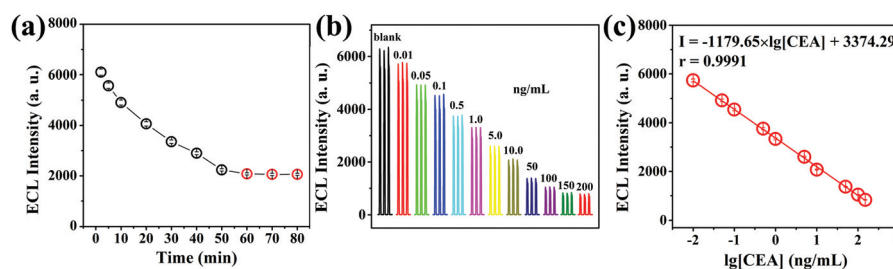 (a)
8000
6000
4000
2000
0
ECL Intensity (a. u.)
0 10 20 30 40 50 60 70 80
Time (min)
(b)
6000
4000
2000
0
ECL Intensity (a. u.)
blank
0.01
0.05
0.1
0.5
1.0
5.0
10.0
50
100
150
200
ng/mL
(c)
8000
6000
4000
2000
0
ECL Intensity (a. u.)
I = -1179.65×lg[CEA] + 3374.29
r = 0.9991
-2 -1 0 1 2
lg[CEA] (ng/mL)